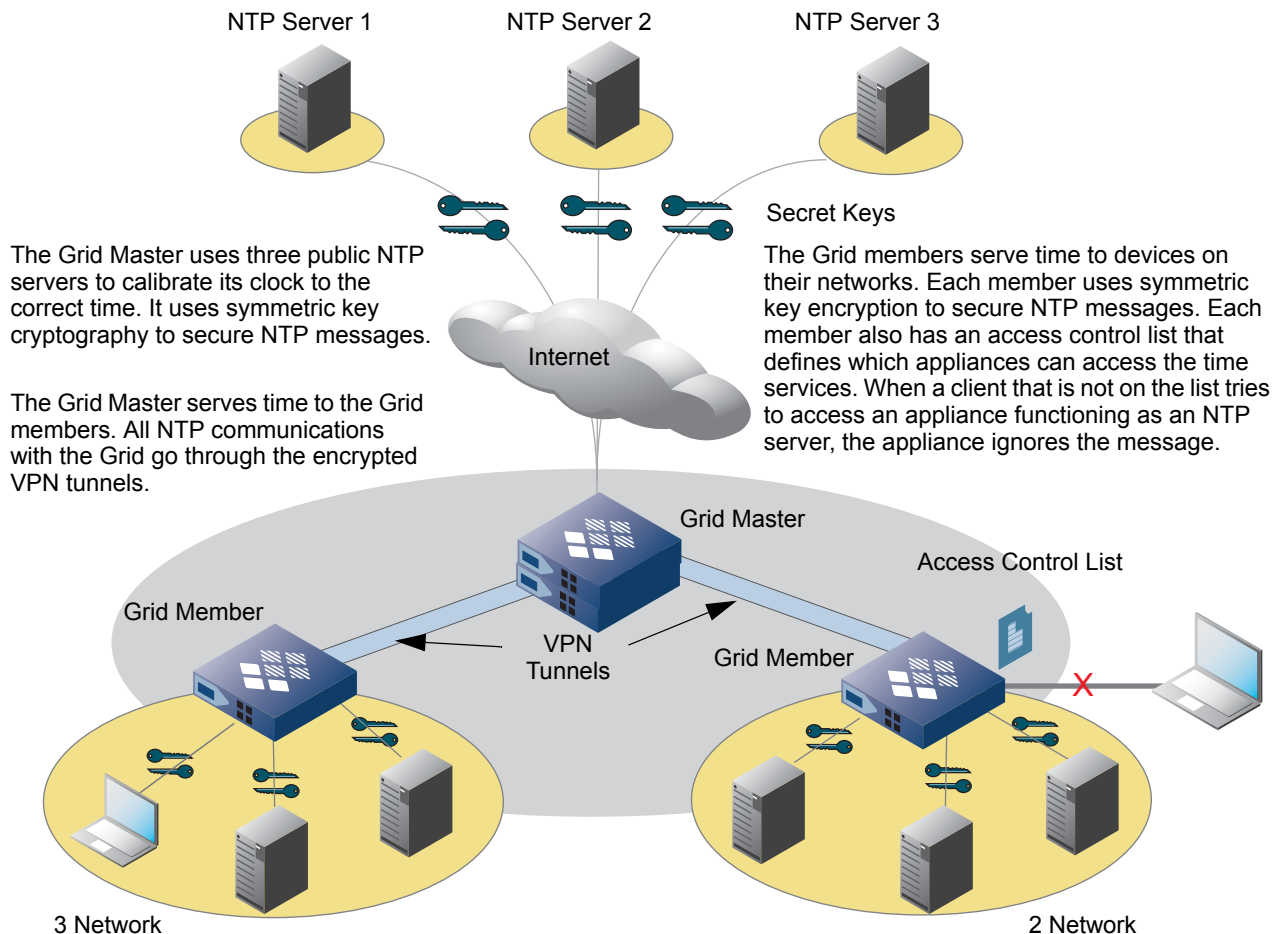 NTP Server 1
NTP Server 2
NTP Server 3
Secret Keys
The Grid Master uses three public NTP
servers to calibrate its clock to the
correct time. It uses symmetric key
cryptography to secure NTP messages.
The Grid Master serves time to the Grid
members. All NTP communications
with the Grid go through the encrypted
VPN tunnels.
The Grid members serve time to devices on
their networks. Each member uses symmetric
key encryption to secure NTP messages. Each
member also has an access control list that
defines which appliances can access the time
services. When a client that is not on the list tries
to access an appliance functioning as an NTP
server, the appliance ignores the message.
Internet
Grid Master
Access Control List
Grid Member
VPN
Tunnels
Grid Member
X
3 Network
2 Network